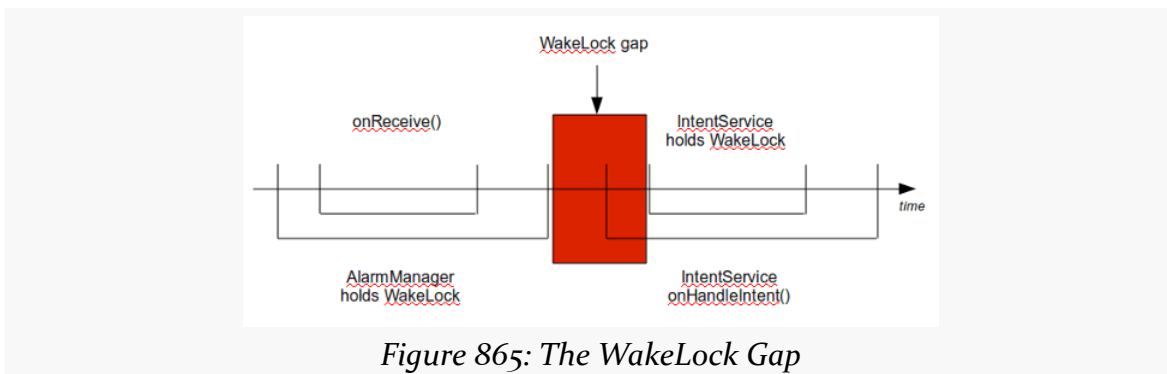 WakeLock gap
onReceive()
IntentService
holds WakeLock
time
AlarmManager
holds WakeLock
IntentService
onHandleIntent()
Figure 865: The WakeLock Gap